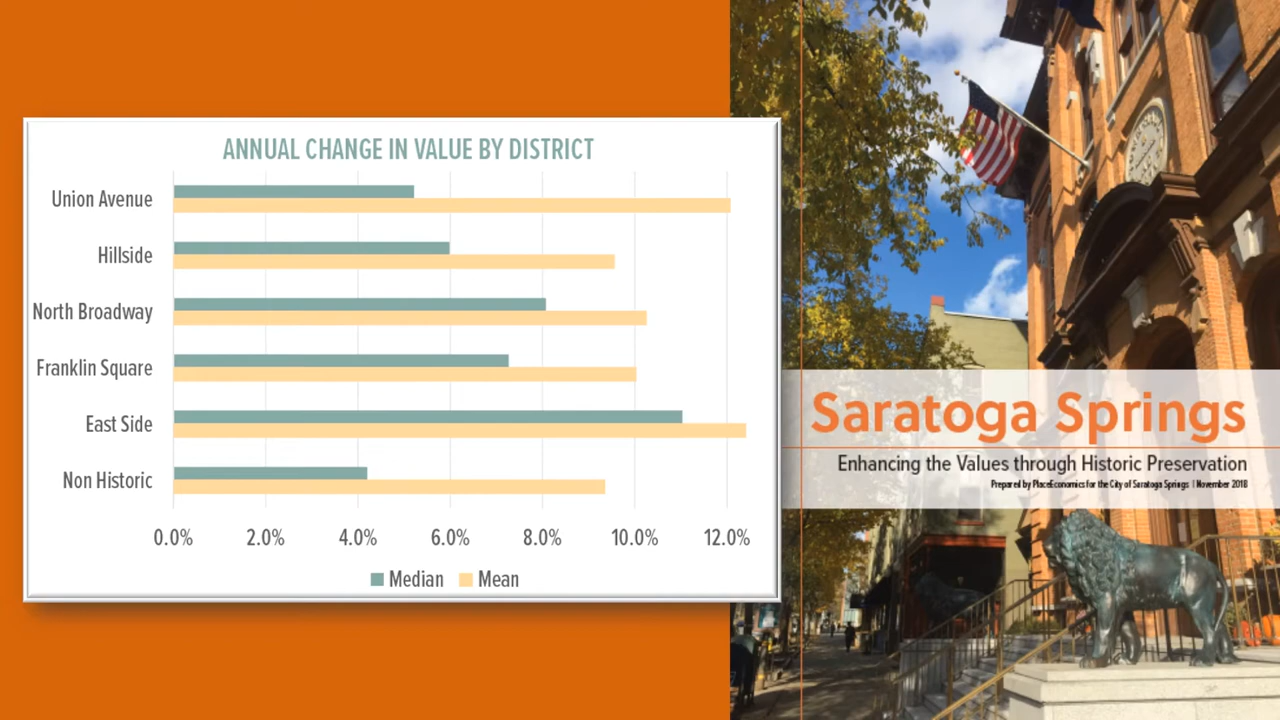 ANNUAL CHANGE IN VALUE BY DISTRICT
Union Avenue
Hillside
North Broadway
Franklin Square
East Side
Non Historic
0.0% 2.0% 4.0% 6.0% 8.0% 10.0% 12.0%
Median Mean
Saratoga Springs
Enhancing the Values through Historic Preservation
Prepared by PlaceEconomics for the City of Saratoga Springs | November 2018